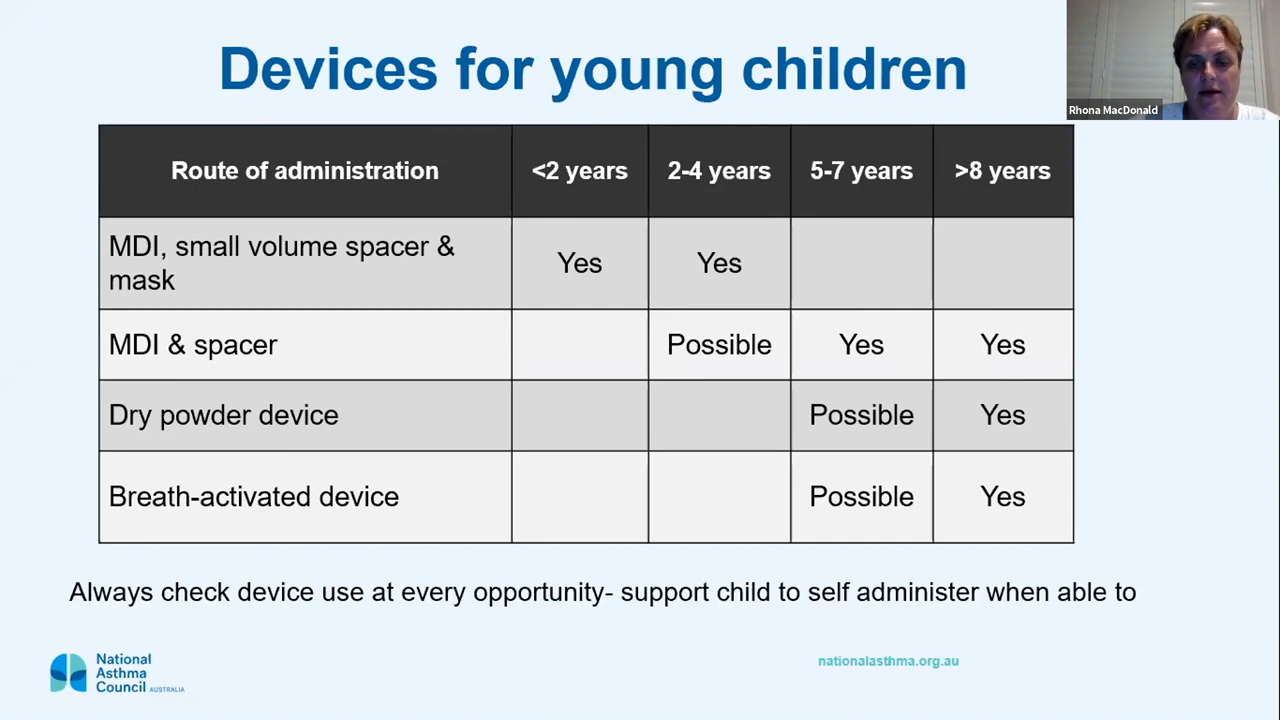 Devices for young children
Rhona MacDonald
Route of administration <2 years 2-4 years 5-7 years >8 years
MDI, small volume spacer &
mask Yes Yes
MDI & spacer Possible Yes Yes
Dry powder device Possible Yes
Breath-activated device Possible Yes
Always check device use at every opportunity- support child to self administer when able to
National
Asthma
Council AUSTRALIA
nationalasthma.org.au